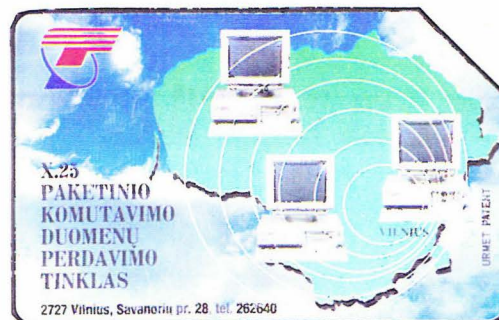 X.25
PAKETINIO
KOMUTAVIMO
DUOMENŲ
PERDAVIMO
TINKLAS
VILNIUS
2727 Vilnius, Savanorių pr. 28, tel. 262640
URMET PATENT